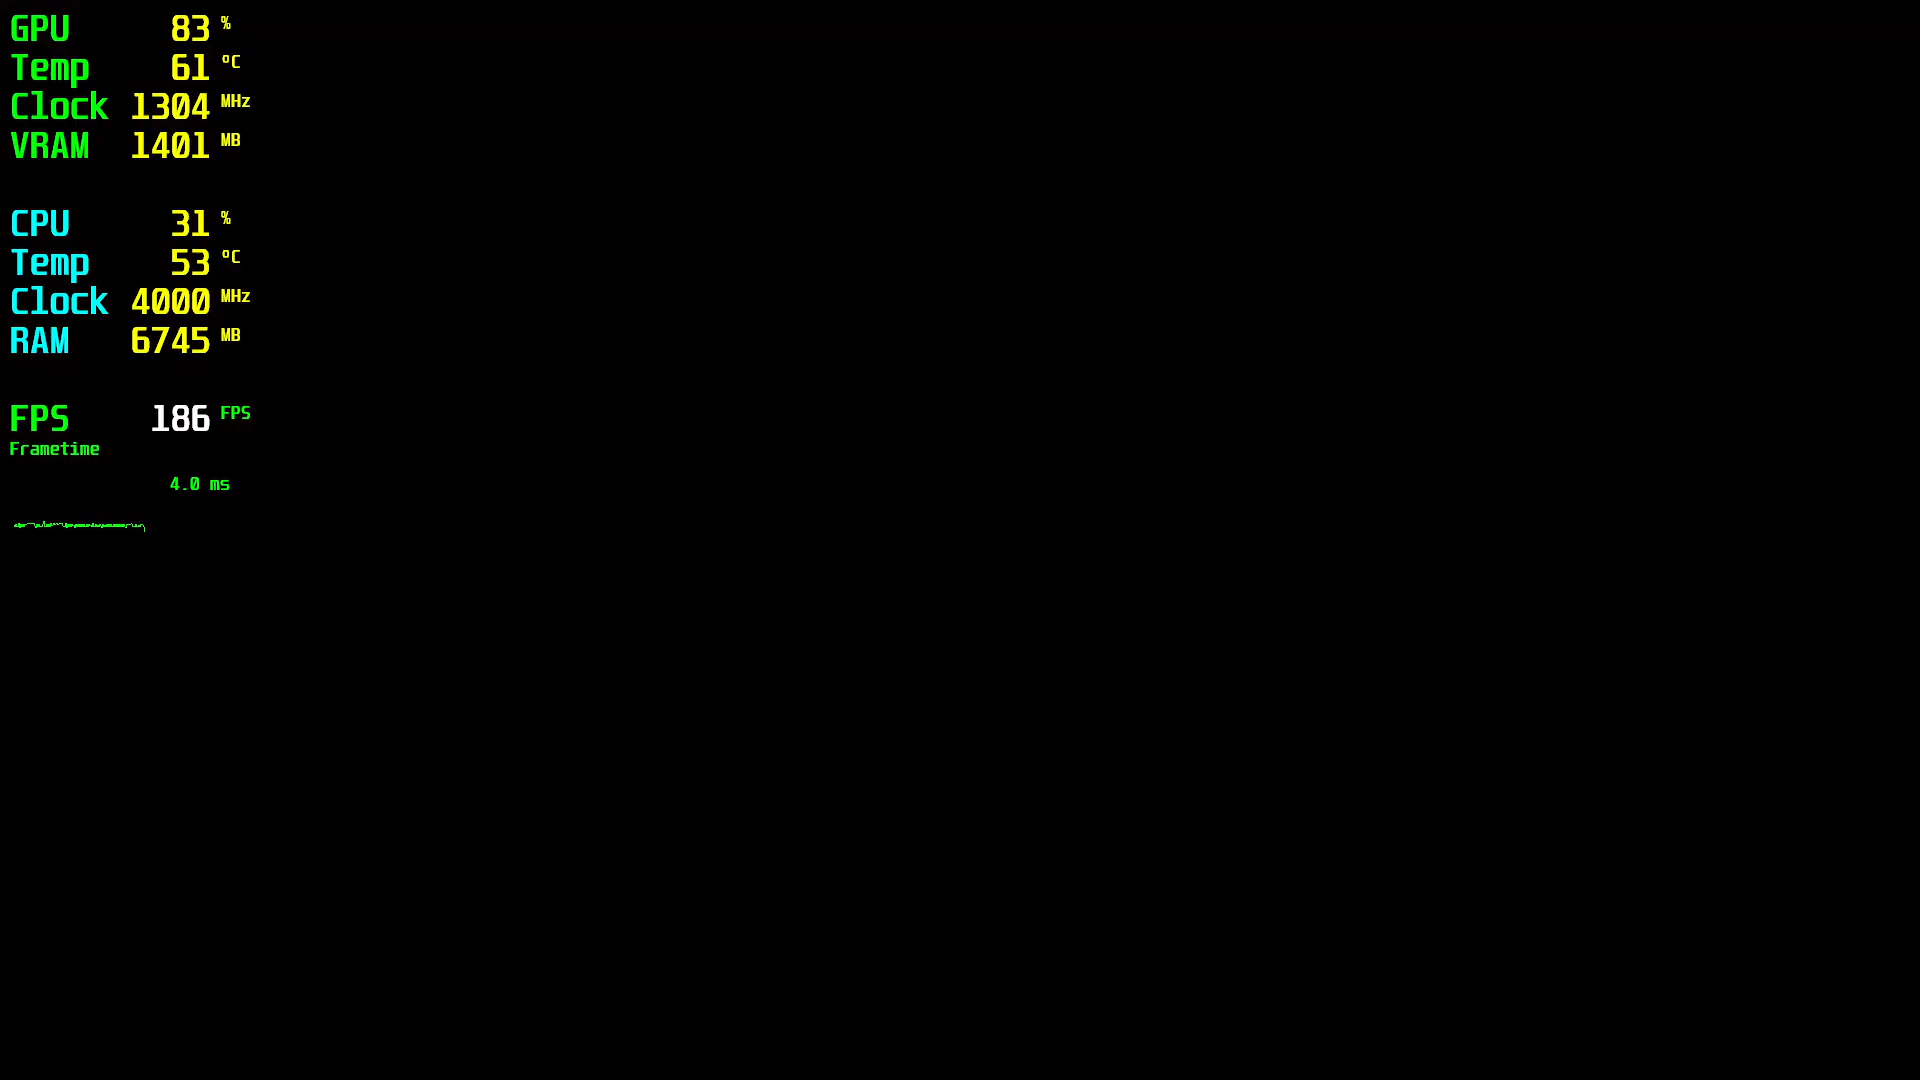 GPU 83 %
Temp 61 °C
Clock 1304 MHz
VRAM 1401 MB
CPU 31 %
Temp 53 °C
Clock 4000 MHz
RAM 6745 MB
FPS 186 FPS
Frametime
4.0 ms